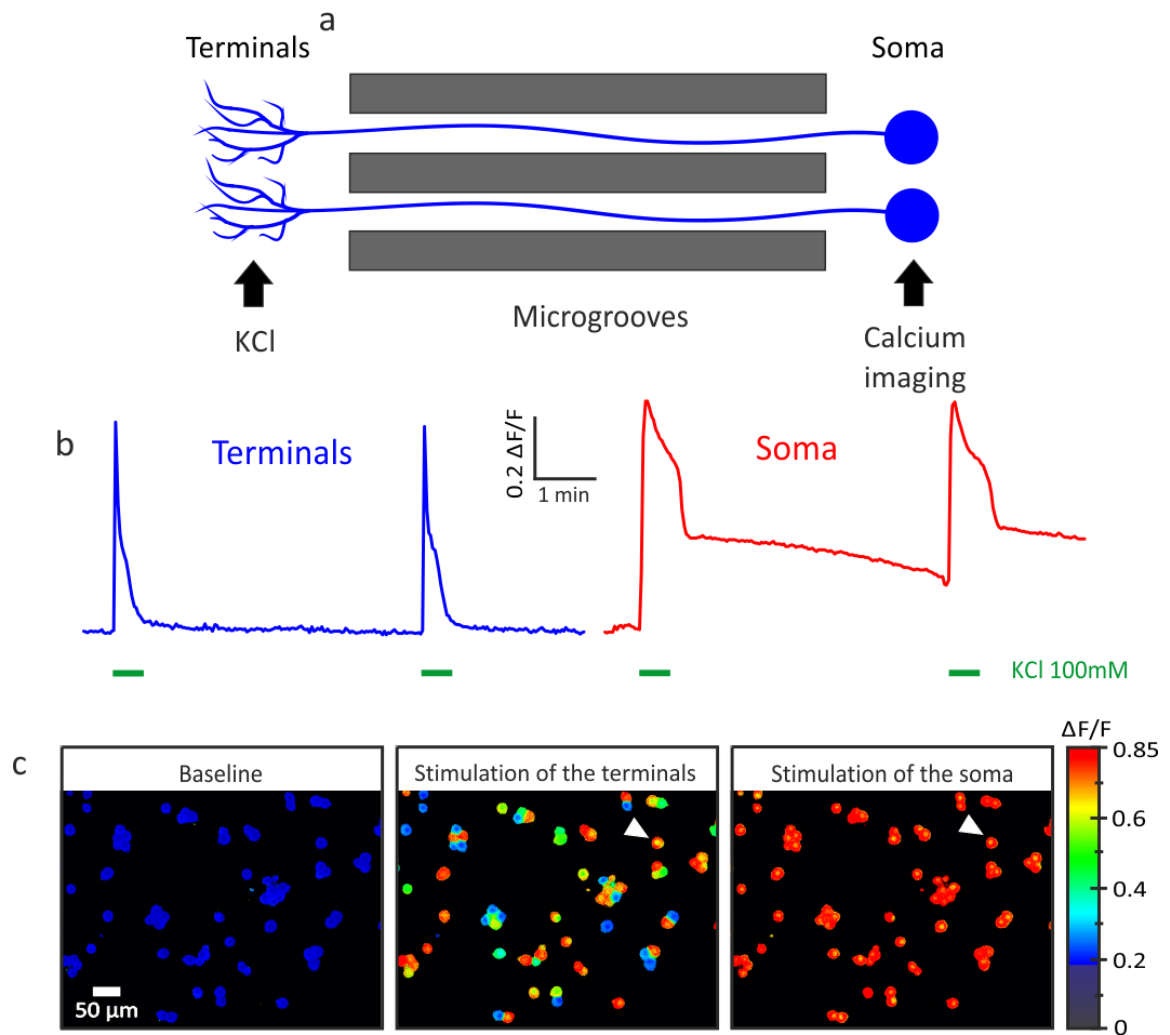 a
Terminals
Soma
KCl
Microgrooves
Calcium
imaging
b
Terminals
0.2 ΔF/F
1 min
Soma
KCl 100mM
c
Baseline
Stimulation of the terminals
Stimulation of the soma
50 µm
ΔF/F
0.85
0.6
0.4
0.2
0